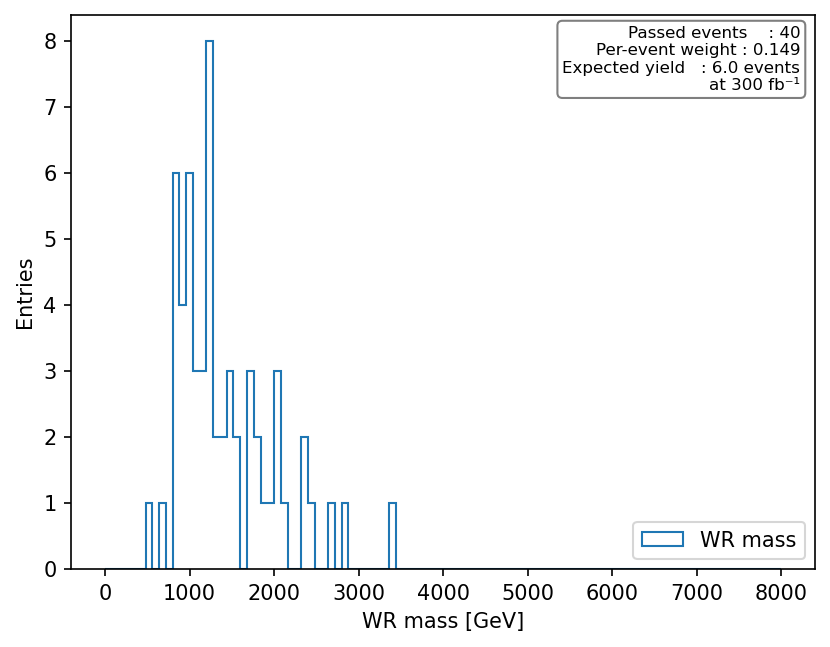 Passed events    : 40
Per-event weight : 0.149
Expected yield   : 6.0 events
at 300 fb⁻¹
8
7
6
5
4
3
2
1
0
Entries
WR mass
0 1000 2000 3000 4000 5000 6000 7000 8000
WR mass [GeV]